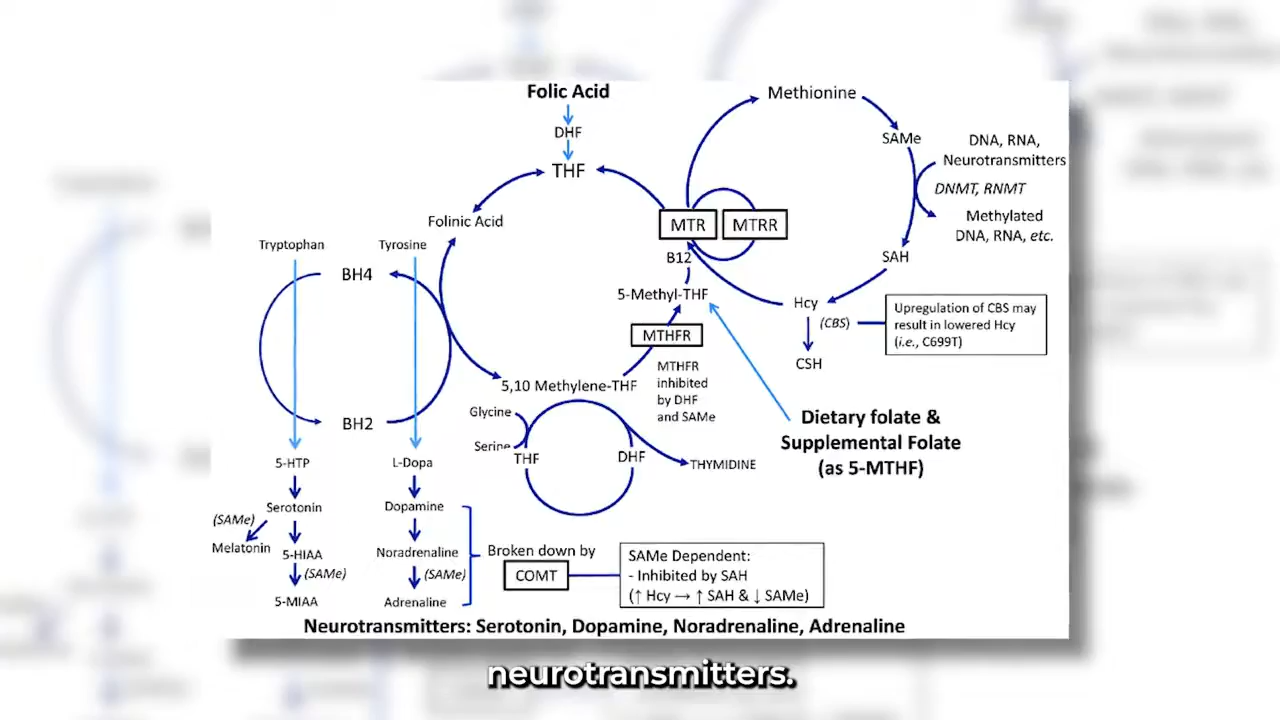 Folic Acid
DHF
THF
Folinic Acid
Tryptophan
Tyrosine
BH4
BH2
5-HTP
L-Dopa
Serotonin
(SAMe)
Melatonin
5-HIAA
(SAMe)
5-MIAA
Dopamine
Noradrenaline
(SAMe)
Adrenaline
Methionine
SAMe
DNA, RNA,
Neurotransmitters
DNMT, RNMT
Methylated
DNA, RNA, etc.
SAH
MTR
MTRR
B12
5-Methyl-THF
MTHFR
Hcy
(CBS)
CSH
Upregulation of CBS may
result in lowered Hcy
(i.e., C699T)
5,10 Methylene-THF
MTHFR
inhibited
by DHF
and SAMe
Glycine
Serine
THF
DHF
THYMIDINE
Dietary folate &
Supplemental Folate
(as 5-MTHF)
Broken down by
COMT
SAMe Dependent:
- Inhibited by SAH
(↑ Hcy → ↑ SAH & ↓ SAMe)
Neurotransmitters: Serotonin, Dopamine, Noradrenaline, Adrenaline
neurotransmitters.